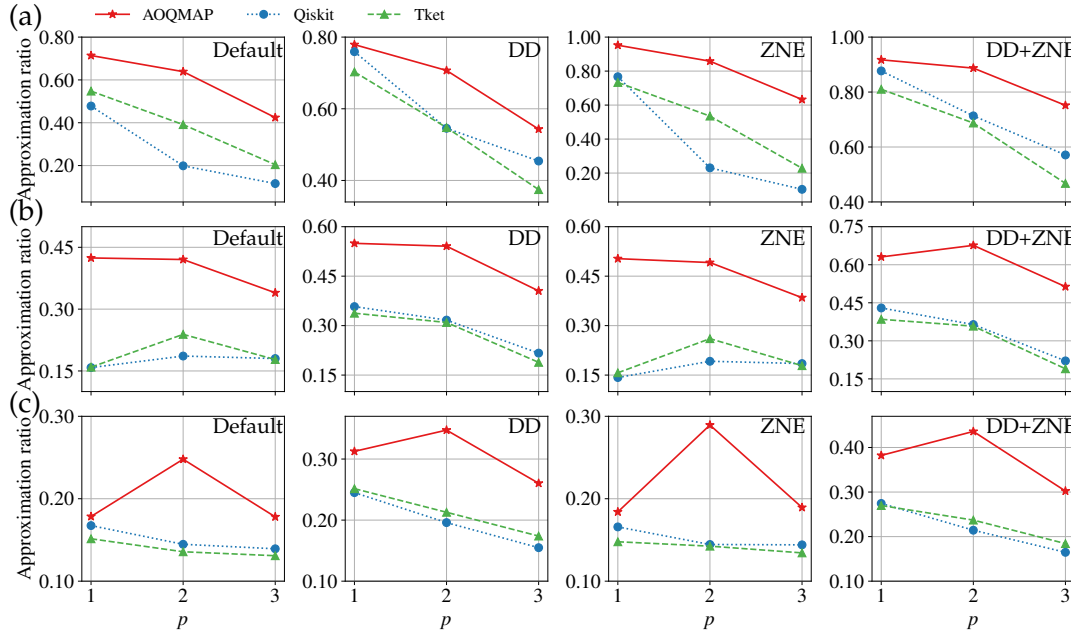 (a) AOQMAP Qiskit Tket
Approximation ratio 0.80 0.60 0.40 0.20 Default
0.80 0.60 0.40 DD
1.00 0.80 0.60 0.40 0.20 ZNE
1.00 0.80 0.60 0.40 DD+ZNE
(b)
Approximation ratio 0.45 0.30 0.15 Default
0.60 0.45 0.30 0.15 DD
0.60 0.45 0.30 0.15 ZNE
0.75 0.60 0.45 0.30 0.15 DD+ZNE
(c)
Approximation ratio 0.30 0.20 0.10 Default
0.30 0.20 0.10 DD
0.30 0.20 0.10 ZNE
0.40 0.30 0.20 0.10 DD+ZNE
1 2 3 1 2 3 1 2 3 1 2 3
p p p p